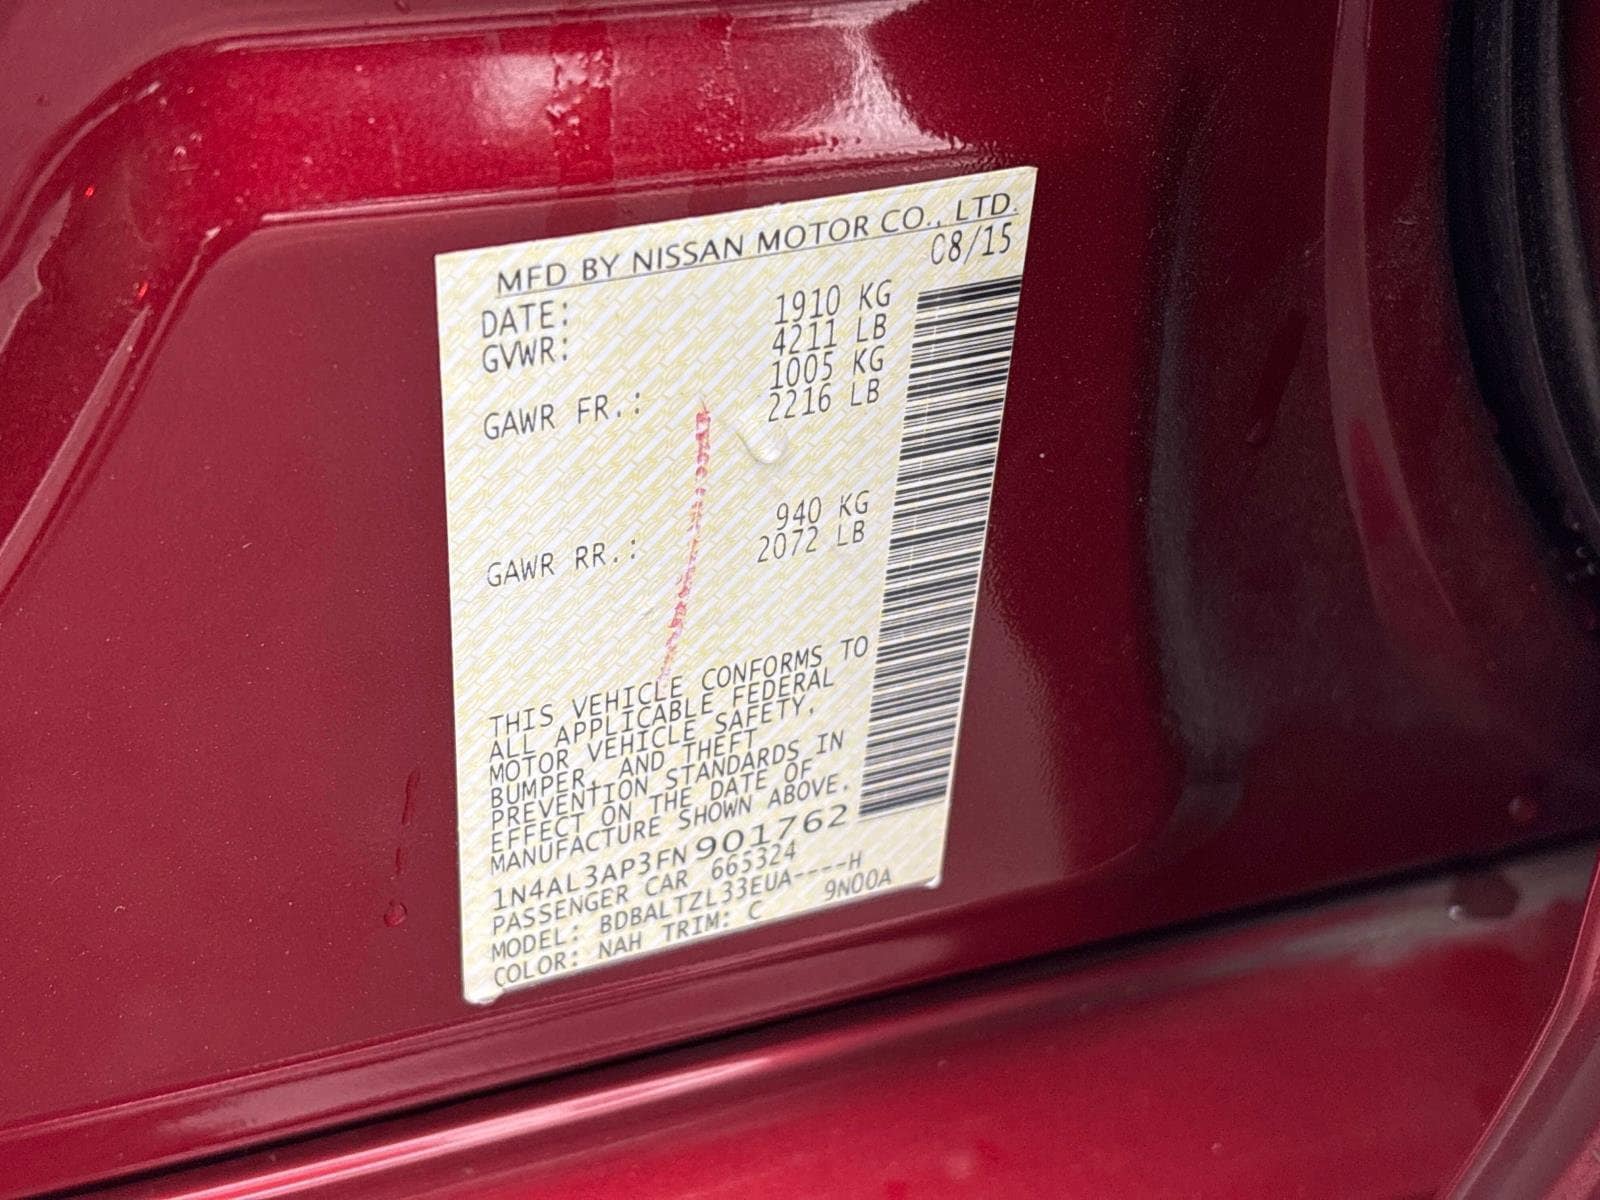 MFD BY NISSAN MOTOR CO., LTD.
DATE: 08/15
GVWR: 1910 KG
4211 LB
GAWR FR.: 1005 KG
2216 LB
GAWR RR.: 940 KG
2072 LB
THIS VEHICLE CONFORMS TO
ALL APPLICABLE FEDERAL
MOTOR VEHICLE SAFETY,
BUMPER, AND THEFT
PREVENTION STANDARDS IN
EFFECT ON THE DATE OF
MANUFACTURE SHOWN ABOVE.
1N4AL3AP3FN901762
PASSENGER CAR 665324
MODEL: BDBALTZL33EUA----H
COLOR: NAH TRIM: C 9N00A